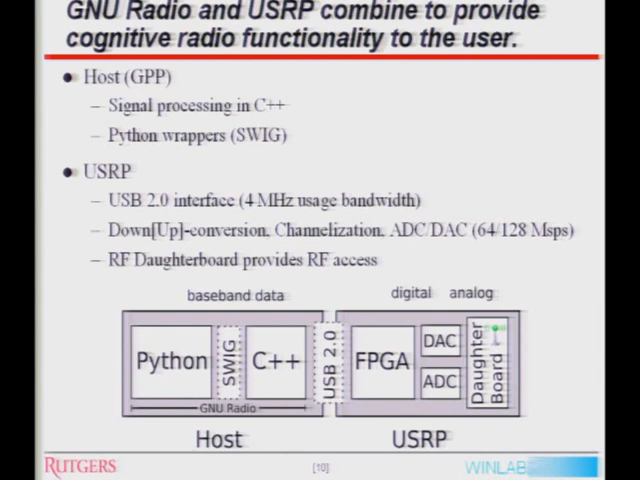 GNU Radio and USRP combine to provide
cognitive radio functionality to the user.
Host (GPP)
– Signal processing in C++
– Python wrappers (SWIG)
USRP
– USB 2.0 interface (4 MHz usage bandwidth)
– Down[Up]-conversion, Channelization, ADC/DAC (64/128 Msps)
– RF Daughterboard provides RF access
baseband data
digital analog
Python
SWIG
C++
USB 2.0
FPGA
DAC
ADC
Daughter
Board
GNU Radio
Host
USRP
RUTGERS
[10]
WINLAB